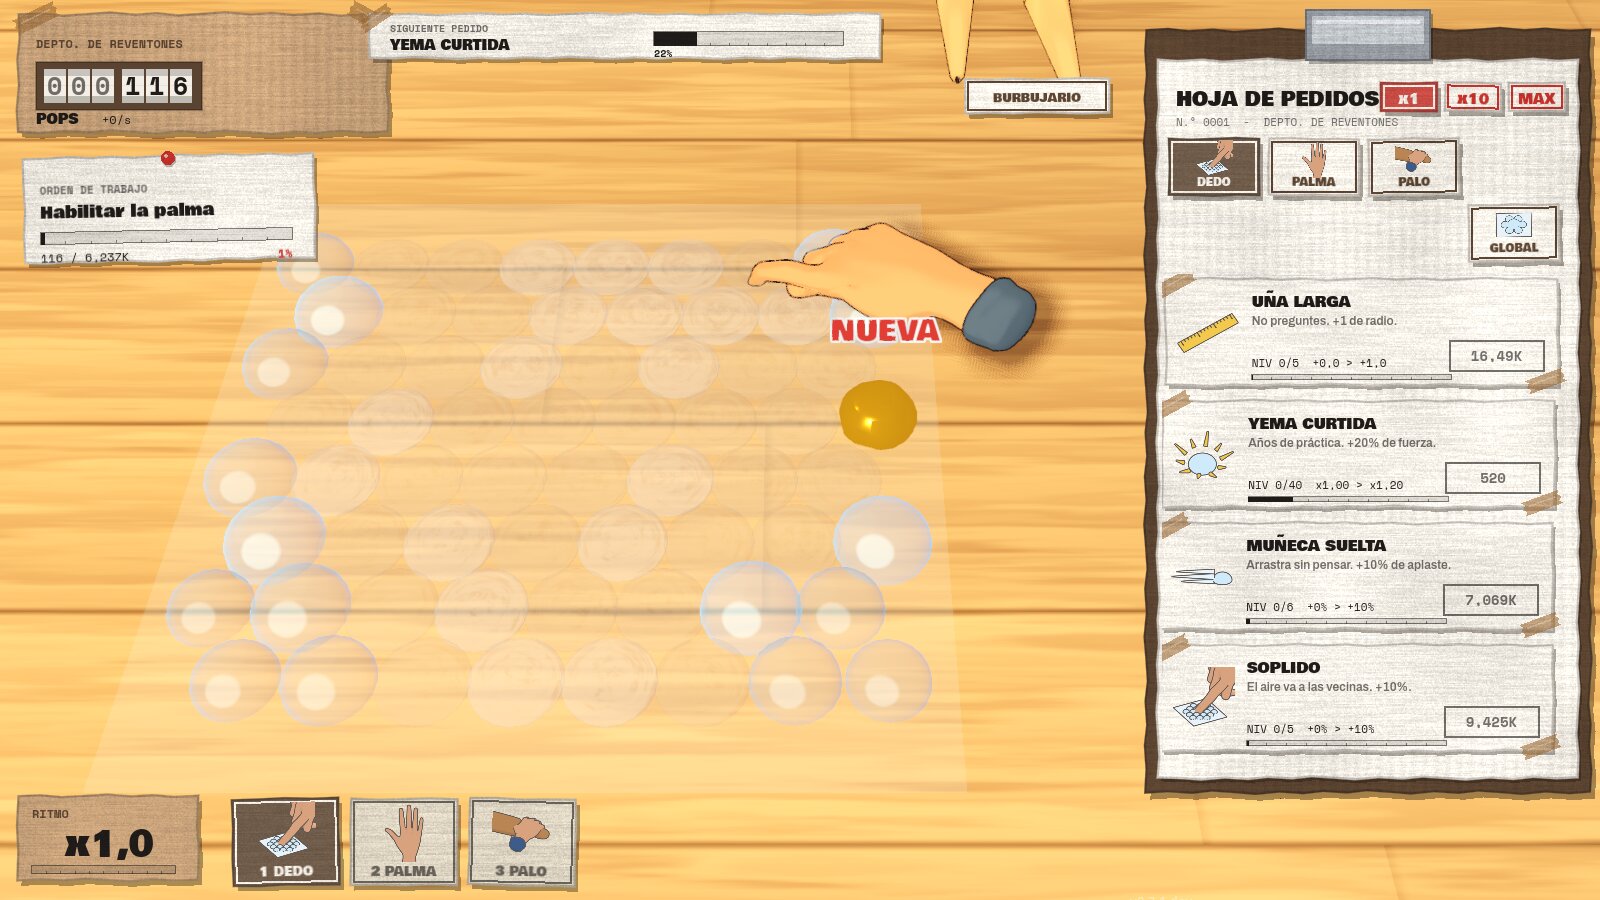 DEPTO. DE REVENTONES
000116
POPS +0/s
SIGUIENTE PEDIDO
YEMA CURTIDA
22%
BURBUJARIO
ORDEN DE TRABAJO
Habilitar la palma
116 / 6,237K
1%
NUEVA
HOJA DE PEDIDOS
x1
x10
MAX
N.° 0001 - DEPTO. DE REVENTONES
DEDO
PALMA
PALO
GLOBAL
UÑA LARGA
No preguntes. +1 de radio.
NIV 0/5 +0,0 > +1,0
16,49K
YEMA CURTIDA
Años de práctica. +20% de fuerza.
NIV 0/40 x1,00 > x1,20
520
MUÑECA SUELTA
Arrastra sin pensar. +10% de aplaste.
NIV 0/6 +0% > +10%
7,069K
SOPLIDO
El aire va a las vecinas. +10%.
NIV 0/5 +0% > +10%
9,425K
RITMO
x1,0
1 DEDO
2 PALMA
3 PALO